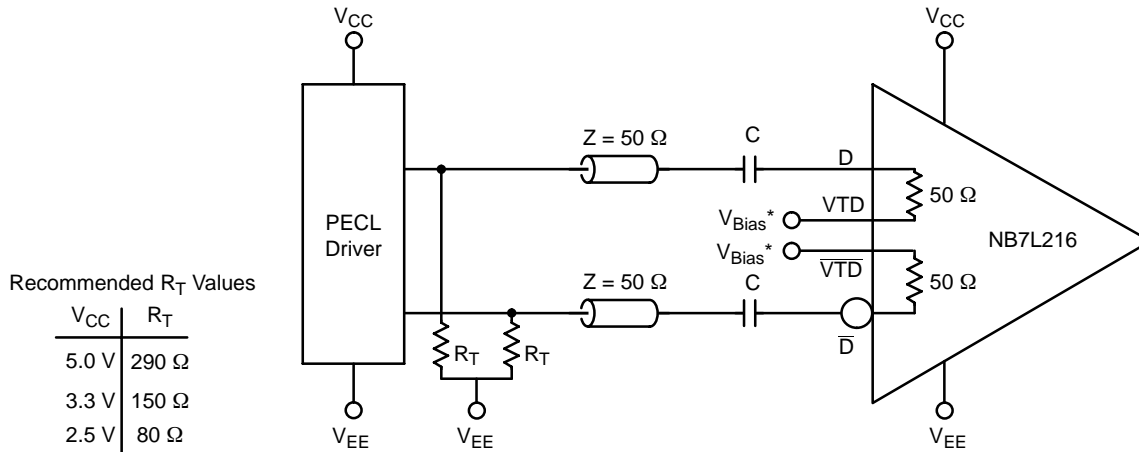 V_CC
V_CC
Z = 50 Ω
C
D
50 Ω
PECL
Driver
V_Bias*
VTD
V_Bias*
V̅T̅D̅
NB7L216
Z = 50 Ω
C
50 Ω
D̅
R_T
R_T
V_EE
V_EE
V_EE
Recommended R_T Values
V_CC R_T
5.0 V 290 Ω
3.3 V 150 Ω
2.5 V 80 Ω